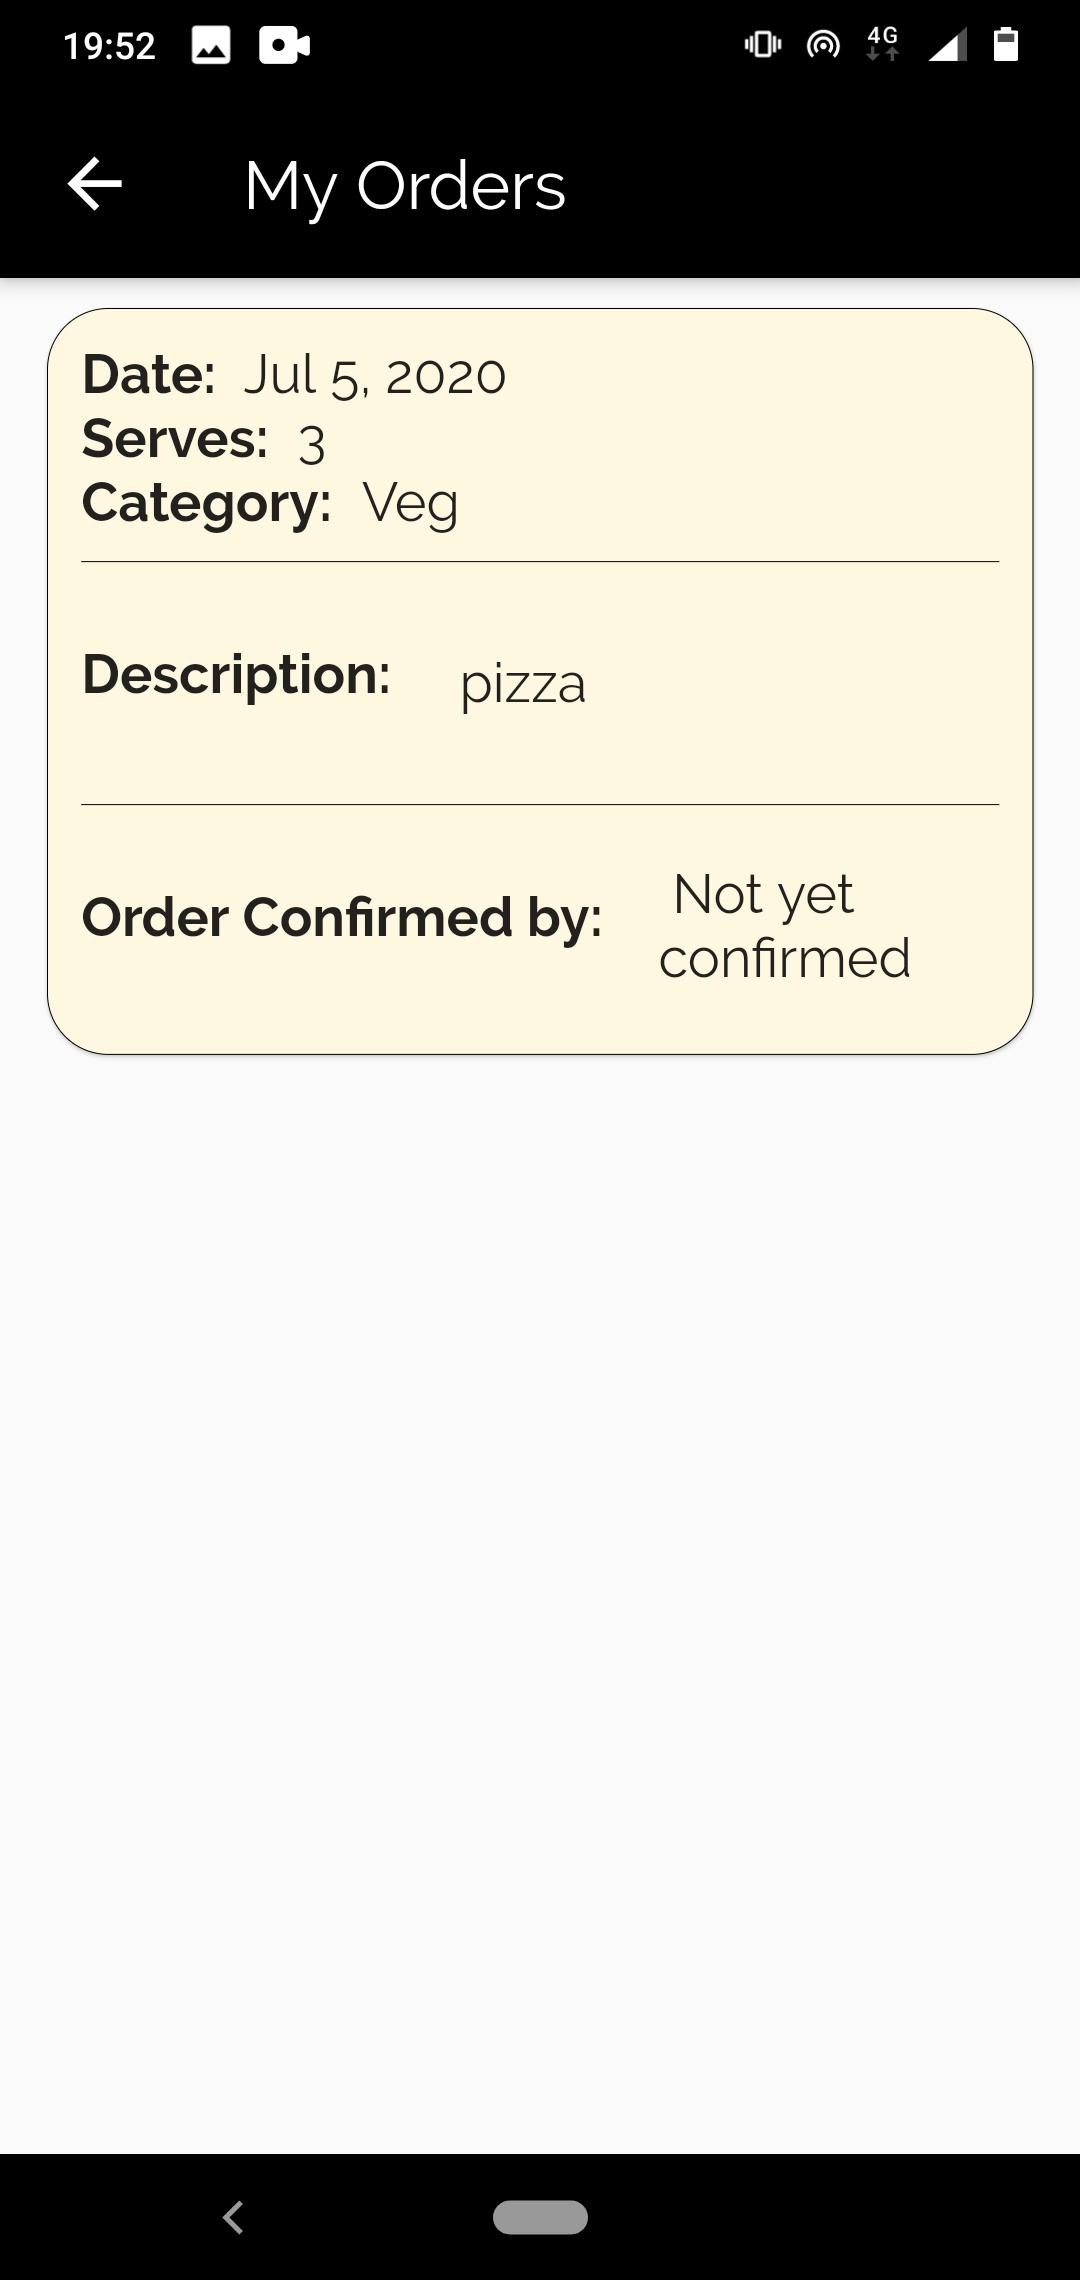 19:52
4G
My Orders
Date: Jul 5, 2020
Serves: 3
Category: Veg
Description: pizza
Order Confirmed by: Not yet
confirmed